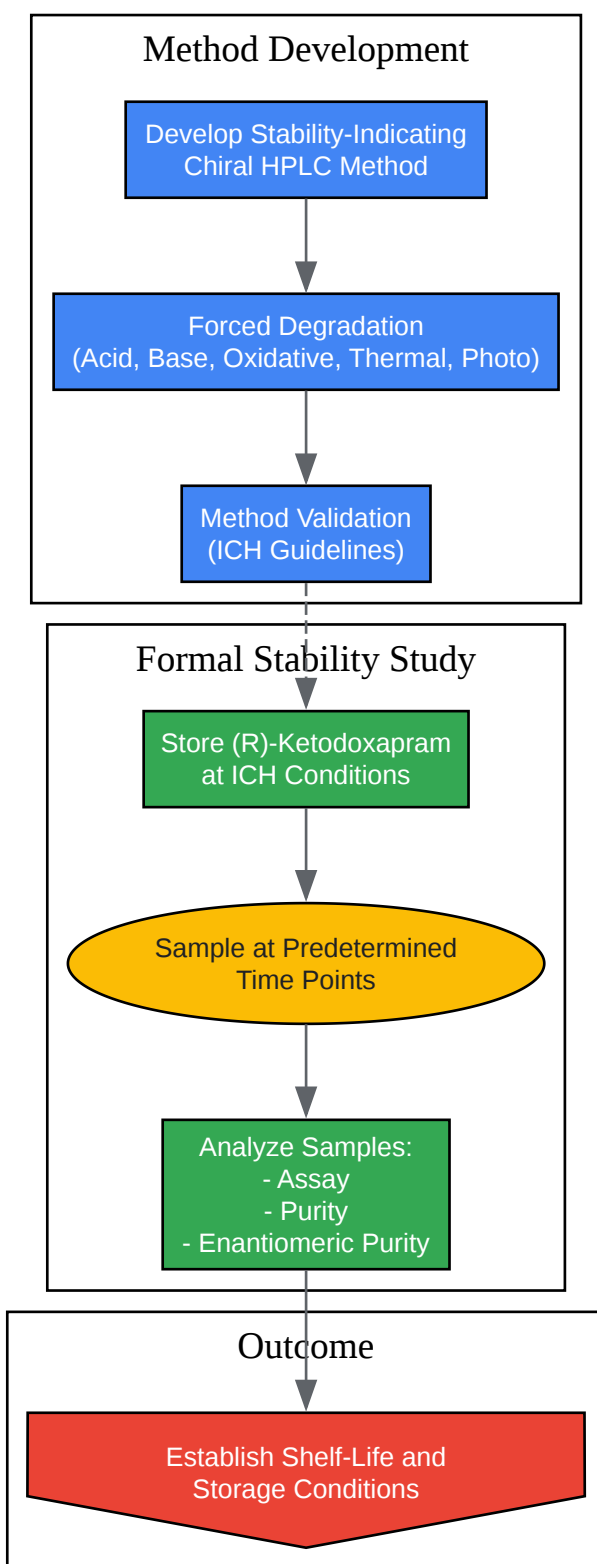 Method Development
Develop Stability-Indicating
Chiral HPLC Method
Forced Degradation
(Acid, Base, Oxidative, Thermal, Photo)
Method Validation
(ICH Guidelines)
Formal Stability Study
Store (R)-Ketodoxapram
at ICH Conditions
Sample at Predetermined
Time Points
Analyze Samples:
- Assay
- Purity
- Enantiomeric Purity
Outcome
Establish Shelf-Life and
Storage Conditions